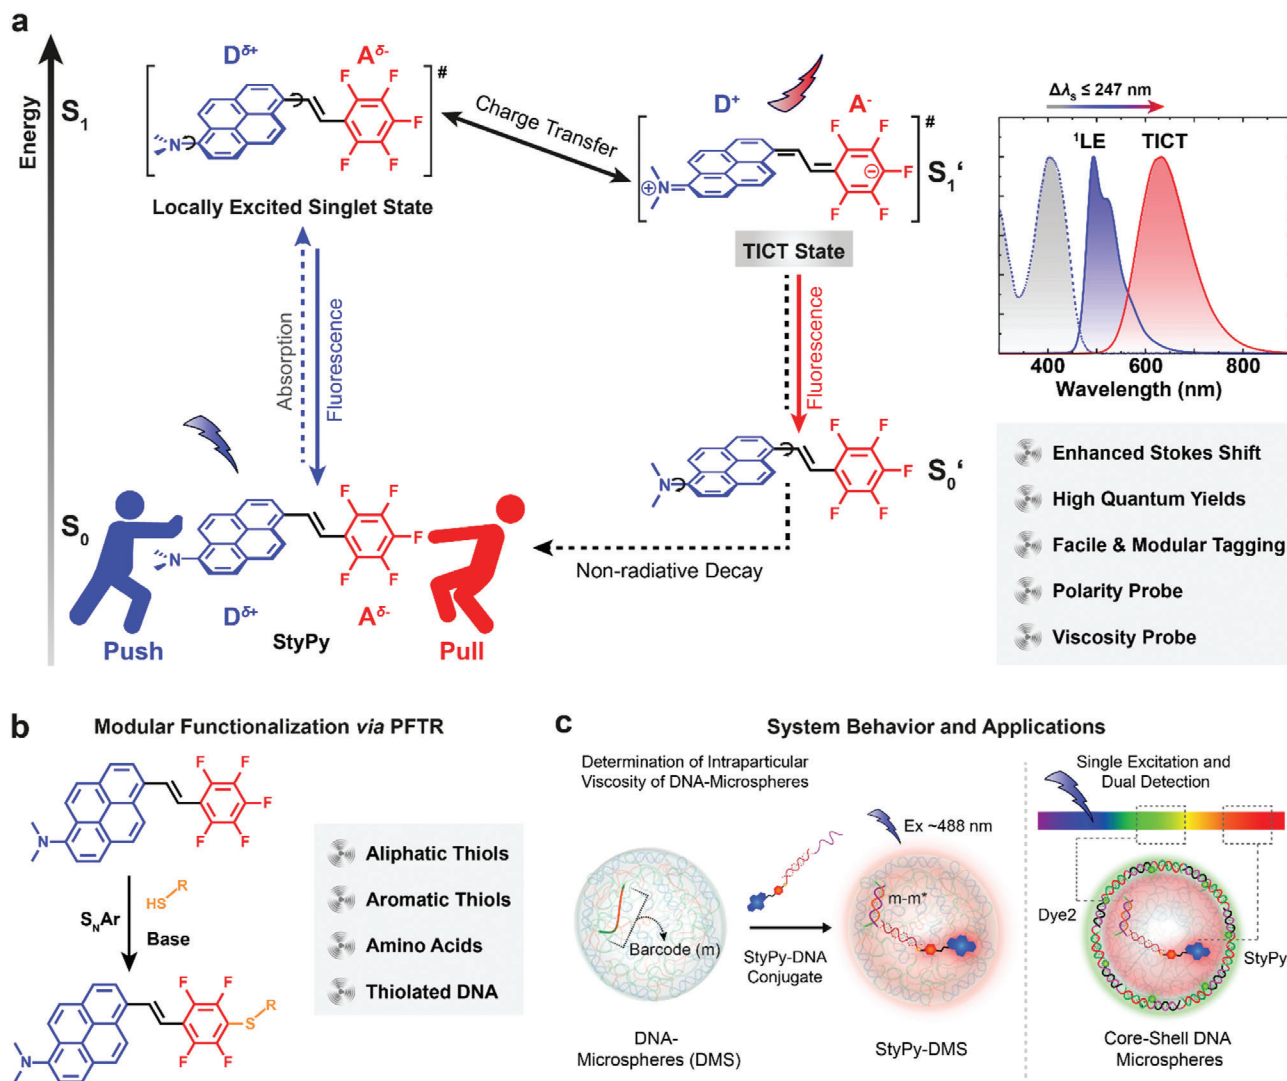 a
Energy
S1
D^δ+
A^δ-
#
F
F
F
F
F
N
Locally Excited Singlet State
Charge Transfer
D⁺
A⁻
#
F
F
F
F
F
⊕N
⊖
S1‘
TICT State
Δλs ≤ 247 nm
¹LE
TICT
400
600
800
Wavelength (nm)
Absorption
Fluorescence
Fluorescence
F
F
F
F
F
N
S0‘
Non-radiative Decay
S0
F
F
F
F
F
N
D^δ+
A^δ-
Push
StyPy
Pull
Enhanced Stokes Shift
High Quantum Yields
Facile & Modular Tagging
Polarity Probe
Viscosity Probe
b
Modular Functionalization via PFTR
F
F
F
F
F
N
HS
R
SNAr
Base
F
F
F
F
S
R
N
Aliphatic Thiols
Aromatic Thiols
Amino Acids
Thiolated DNA
c
System Behavior and Applications
Determination of Intraparticular
Viscosity of DNA-Microspheres
Barcode (m)
DNA-
Microspheres (DMS)
StyPy-DNA
Conjugate
Ex ~488 nm
m-m*
StyPy-DMS
Single Excitation and
Dual Detection
Dye2
StyPy
Core-Shell DNA
Microspheres